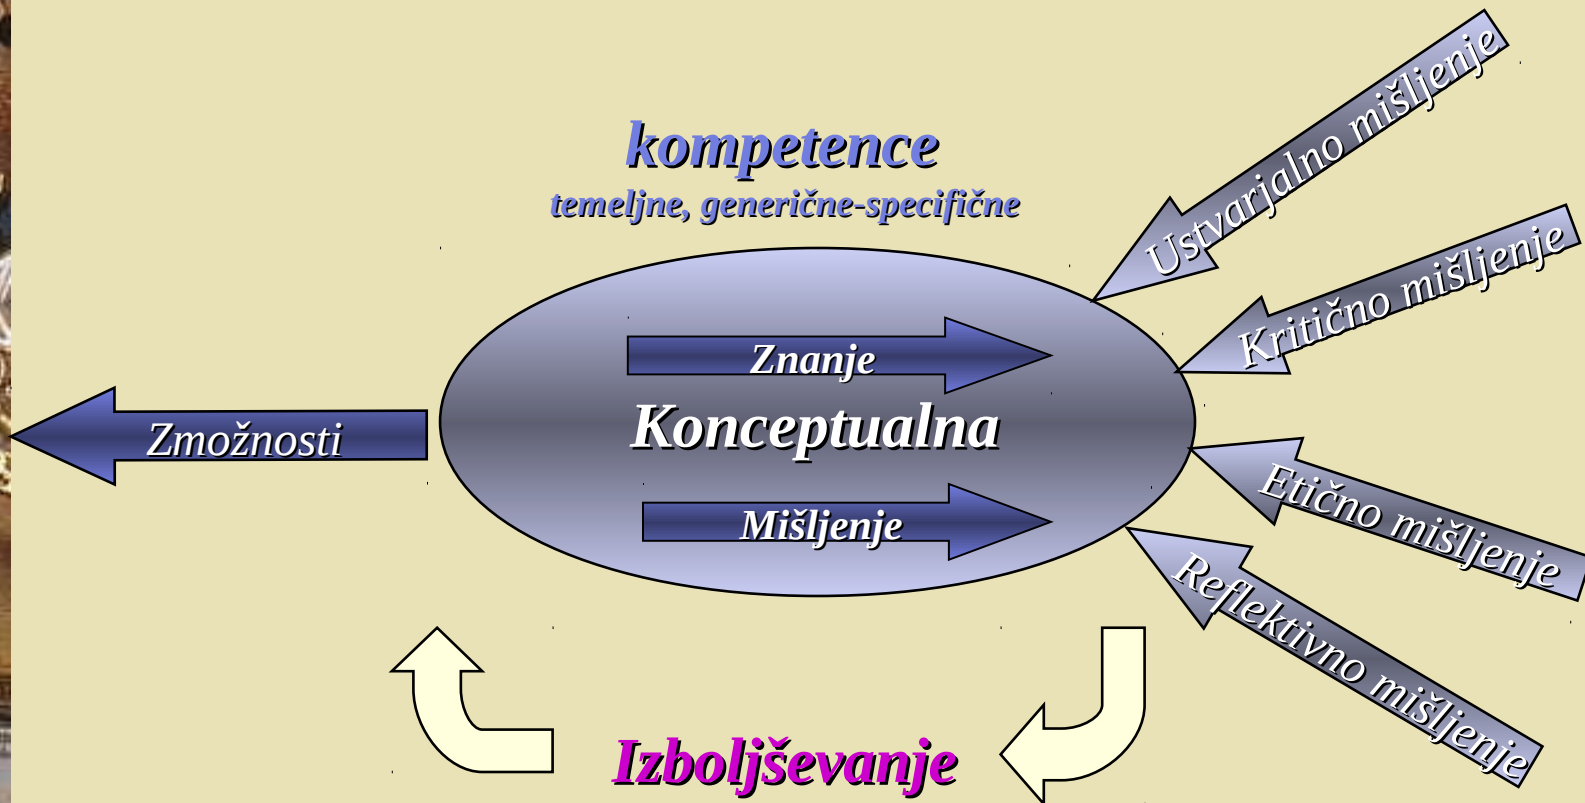 Ustvarjalno mišljenje
kompetence
temeljne, generične-specifične
Kritično mišljenje
Znanje
Konceptualna
Zmožnosti
Mišljenje
Etično mišljenje
Reflektivno mišljenje
Izboljševanje